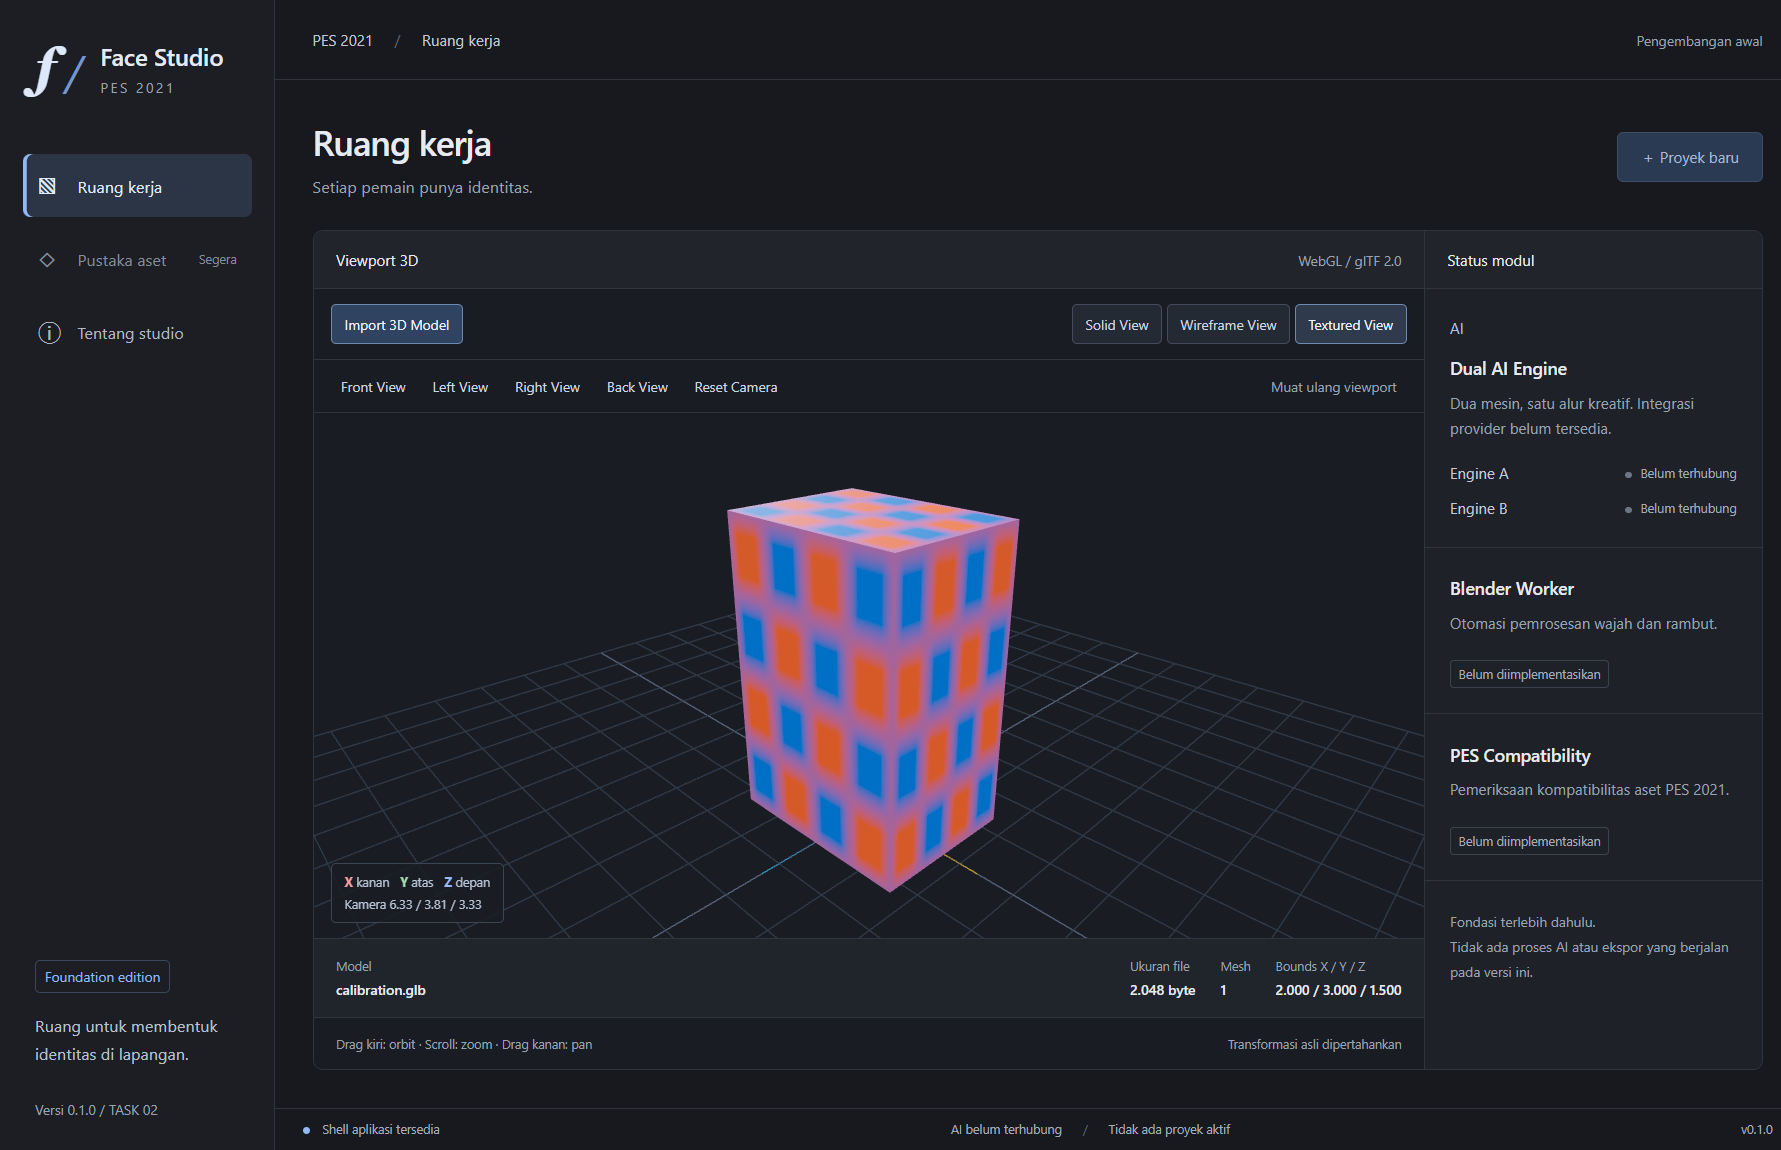 f/
Face Studio
PES 2021
Ruang kerja
Pustaka aset
Segera
Tentang studio
Foundation edition
Ruang untuk membentuk
identitas di lapangan.
Versi 0.1.0 / TASK 02
PES 2021 / Ruang kerja
Pengembangan awal
Ruang kerja
Setiap pemain punya identitas.
+ Proyek baru
Viewport 3D
WebGL / glTF 2.0
Import 3D Model
Solid View
Wireframe View
Textured View
Front View
Left View
Right View
Back View
Reset Camera
Muat ulang viewport
X kanan Y atas Z depan
Kamera 6.33 / 3.81 / 3.33
Model
calibration.glb
Ukuran file
2.048 byte
Mesh
1
Bounds X / Y / Z
2.000 / 3.000 / 1.500
Drag kiri: orbit · Scroll: zoom · Drag kanan: pan
Transformasi asli dipertahankan
Status modul
AI
Dual AI Engine
Dua mesin, satu alur kreatif. Integrasi
provider belum tersedia.
Engine A
Belum terhubung
Engine B
Belum terhubung
Blender Worker
Otomasi pemrosesan wajah dan rambut.
Belum diimplementasikan
PES Compatibility
Pemeriksaan kompatibilitas aset PES 2021.
Belum diimplementasikan
Fondasi terlebih dahulu.
Tidak ada proses AI atau ekspor yang berjalan
pada versi ini.
Shell aplikasi tersedia
AI belum terhubung / Tidak ada proyek aktif
v0.1.0